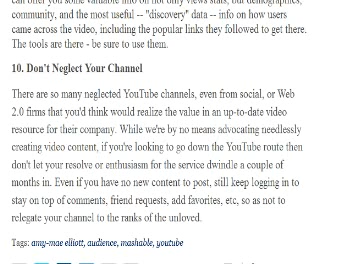 can offer you some valuable info on not only views stats, but demographics,
community, and the most useful -- "discovery" data -- info on how users
came across the video, including the popular links they followed to get there.
The tools are there - be sure to use them.
10. Don't Neglect Your Channel
There are so many neglected YouTube channels, even from social, or Web
2.0 firms that you'd think would realize the value in an up-to-date video
resource for their company. While we're by no means advocating needlessly
creating video content, if you're looking to go down the YouTube route then
don't let your resolve or enthusiasm for the service dwindle a couple of
months in. Even if you have no new content to post, still keep logging in to
stay on top of comments, friend requests, add favorites, etc, so as not to
relegate your channel to the ranks of the unloved.
Tags: amy-mae elliott, audience, mashable, youtube